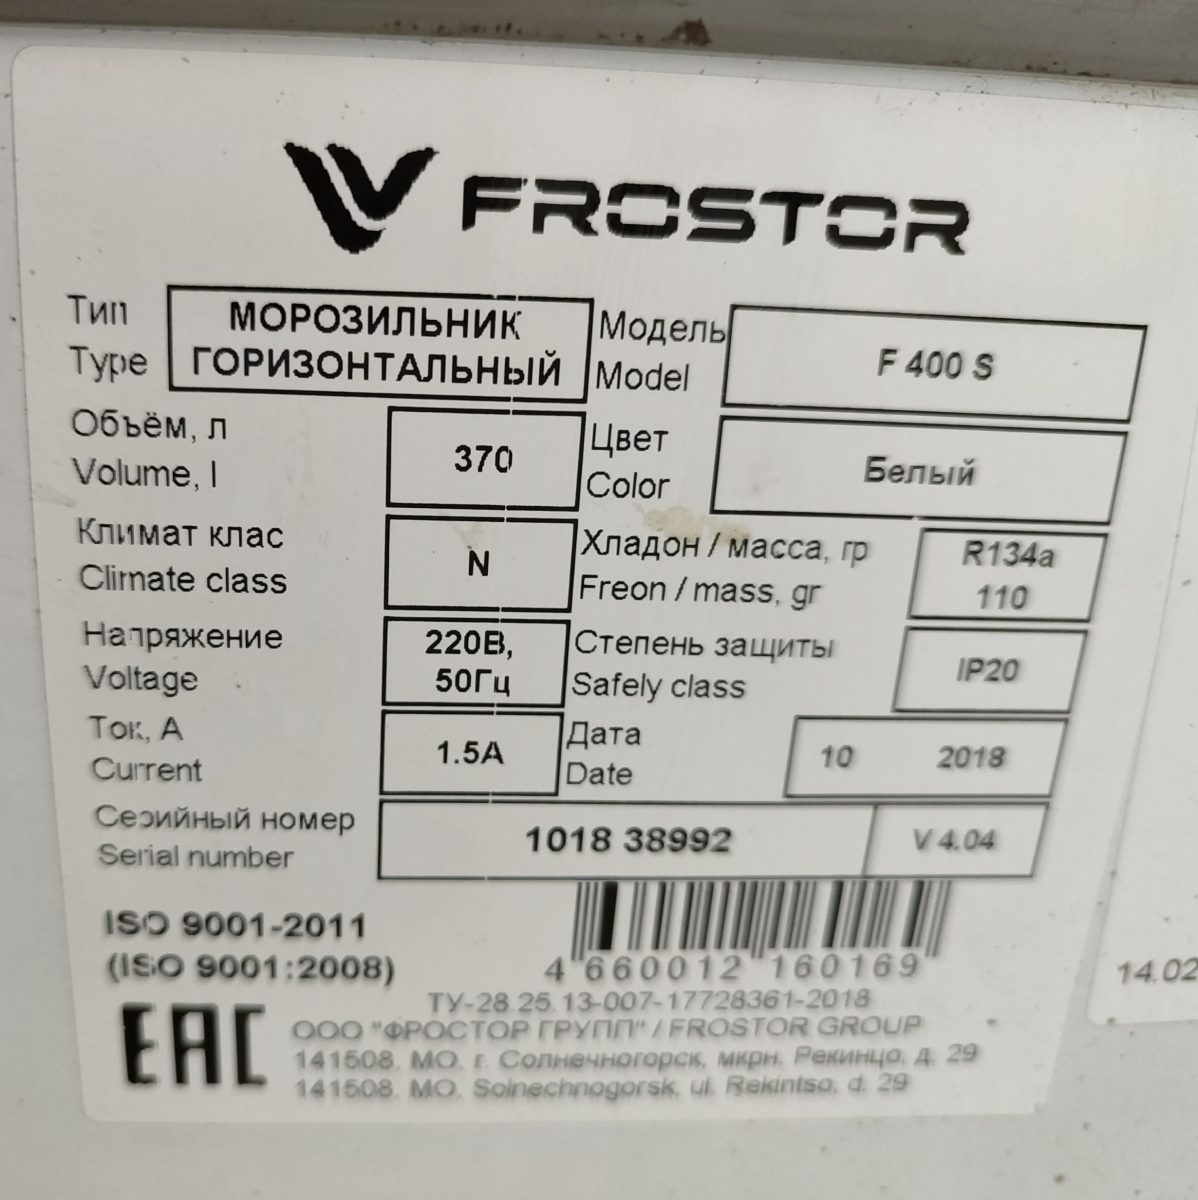 FROSTOR
Тип МОРОЗИЛЬНИК Модель F 400 S
Type ГОРИЗОНТАЛЬНЫЙ Model
Объём, л 370 Цвет Белый
Volume, l Color
Климат клас N Хладон / масса, гр R134a
Climate class Freon / mass, gr 110
Напряжение 220В, Степень защиты IP20
Voltage 50Гц Safely class
Ток, А 1.5А Дата 10 2018
Current Date
Серийный номер 1018 38992 V 4.04
Serial number
ISO 9001-2011
(ISO 9001:2008) 4 660012 160169
ТУ-28.25.13-007-17728361-2018
EAC ООО "ФРОСТОР ГРУПП" / FROSTOR GROUP
141508. МО. г. Солнечногорск, мкрн. Рекинцо, д. 29
141508. MO. Solnechnogorsk, ul. Rekintso, d. 29
14.02